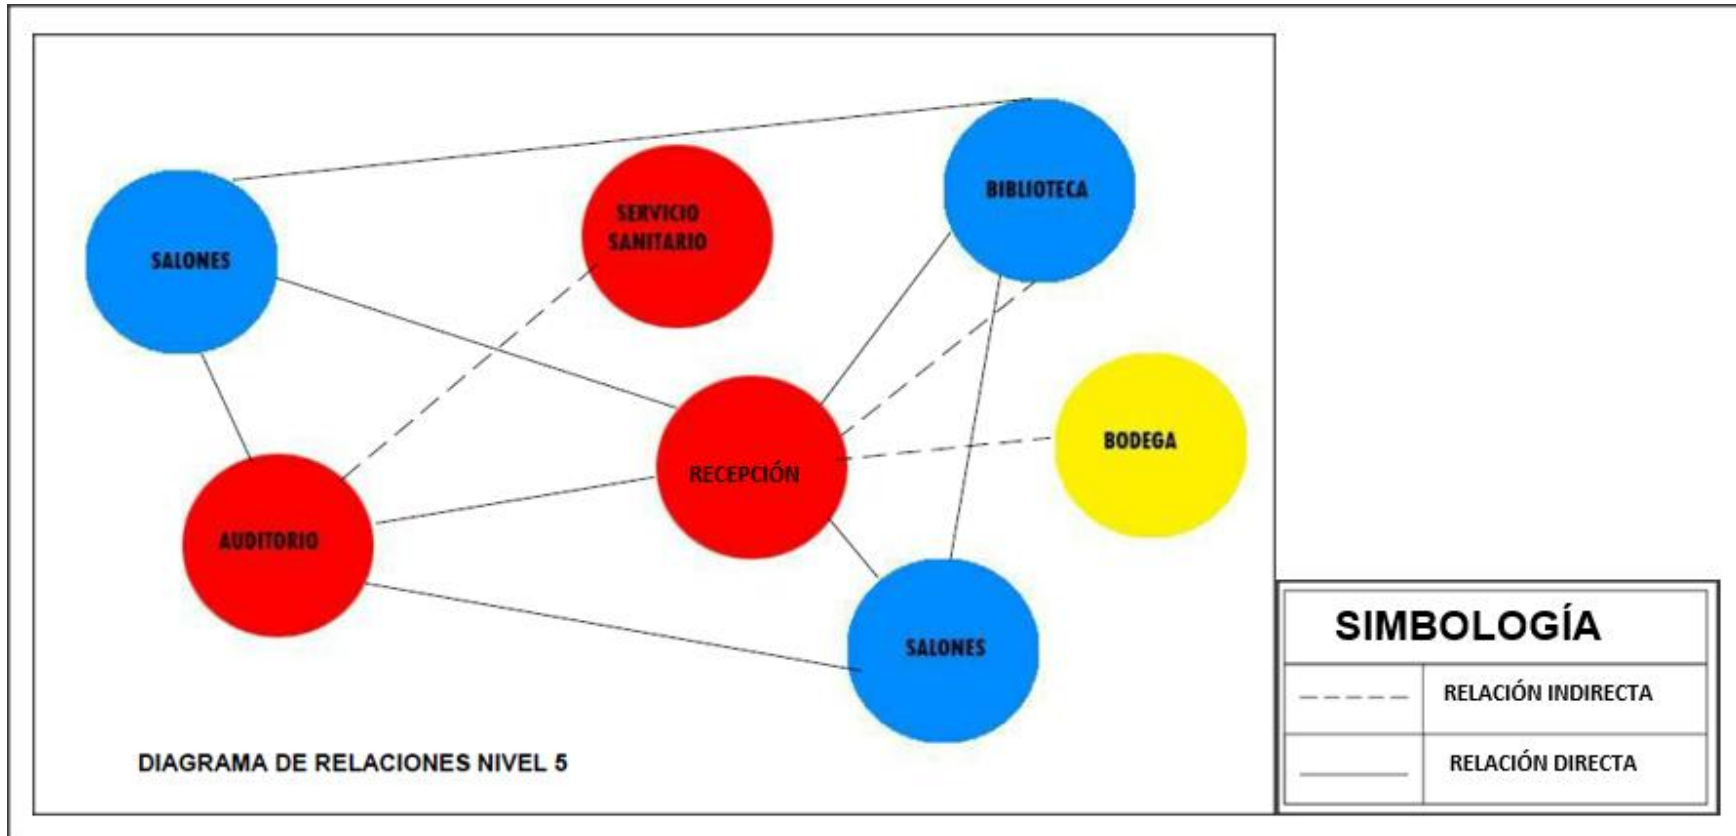 BIBLIOTECA
SERVICIO
SANITARIO
SALONES
BODEGA
RECEPCIÓN
AUDITORIO
SALONES
DIAGRAMA DE RELACIONES NIVEL 5
SIMBOLOGÍA
RELACIÓN INDIRECTA
RELACIÓN DIRECTA